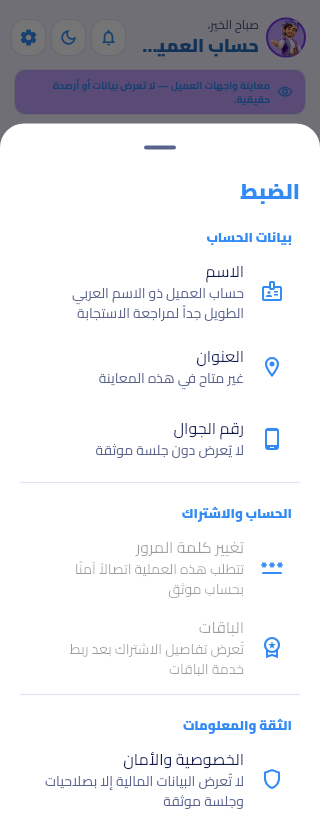 صباح الخير،
حساب العميـ...
معاينة واجهات العميل — لا تعرض بيانات أو أرصدة
حقيقية.
الضبط
بيانات الحساب
الاسم
حساب العميل ذو الاسم العربي
الطويل جداً لمراجعة الاستجابة
العنوان
غير متاح في هذه المعاينة
رقم الجوال
لا يُعرض دون جلسة موثقة
الحساب والاشتراك
تغيير كلمة المرور
تتطلب هذه العملية اتصالاً آمنًا
بحساب موثق
الباقات
تُعرض تفاصيل الاشتراك بعد ربط
خدمة الباقات
الثقة والمعلومات
الخصوصية والأمان
لا تُعرض البيانات المالية إلا بصلاحيات
وجلسة موثقة